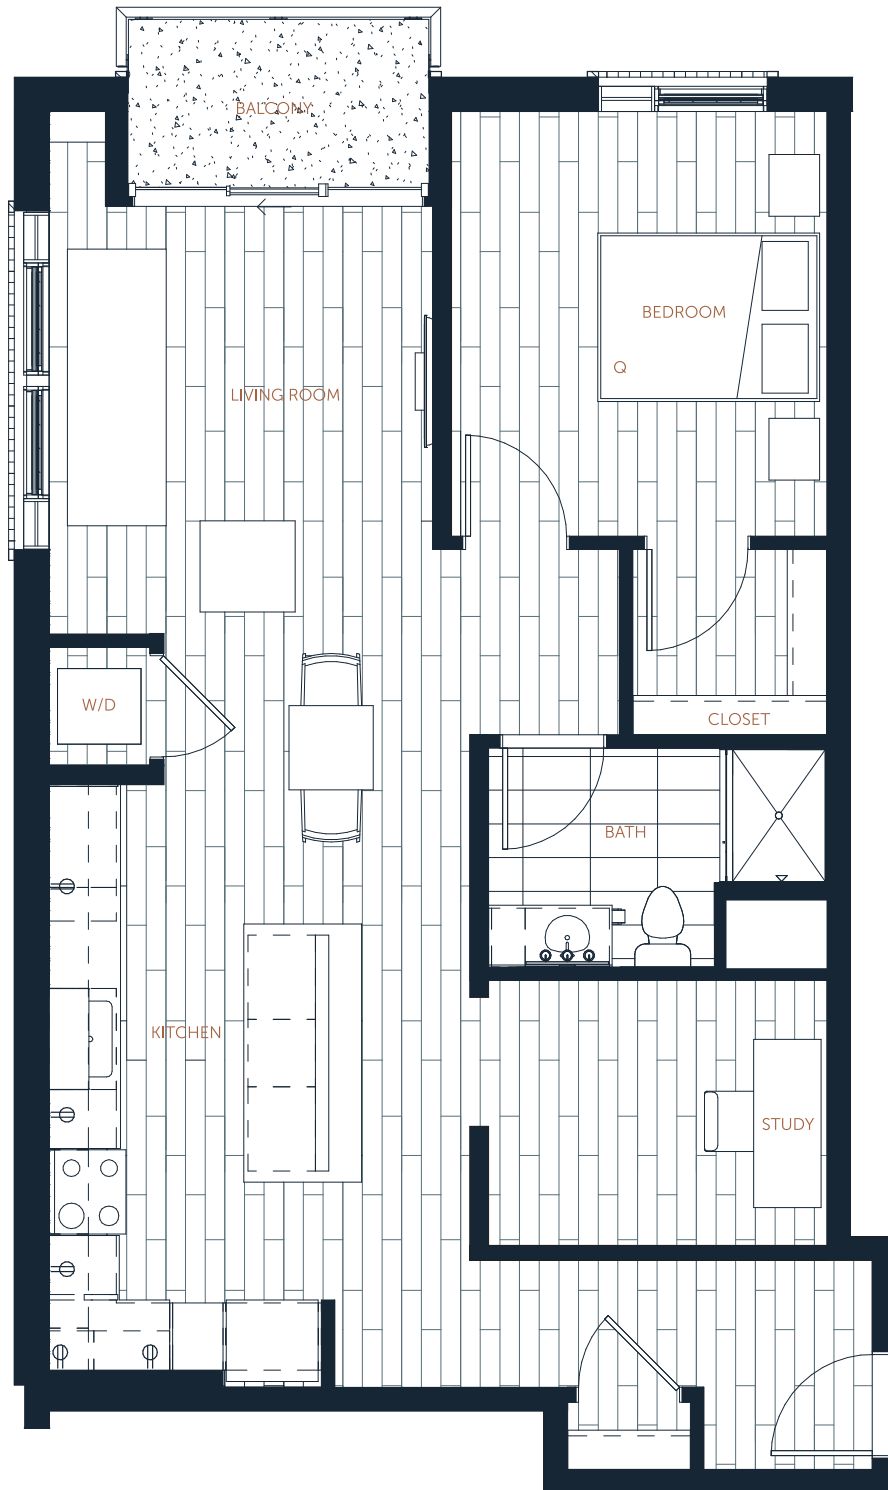 BALCONY
BEDROOM
Q
LIVING ROOM
W/D
CLOSET
BATH
KITCHEN
STUDY